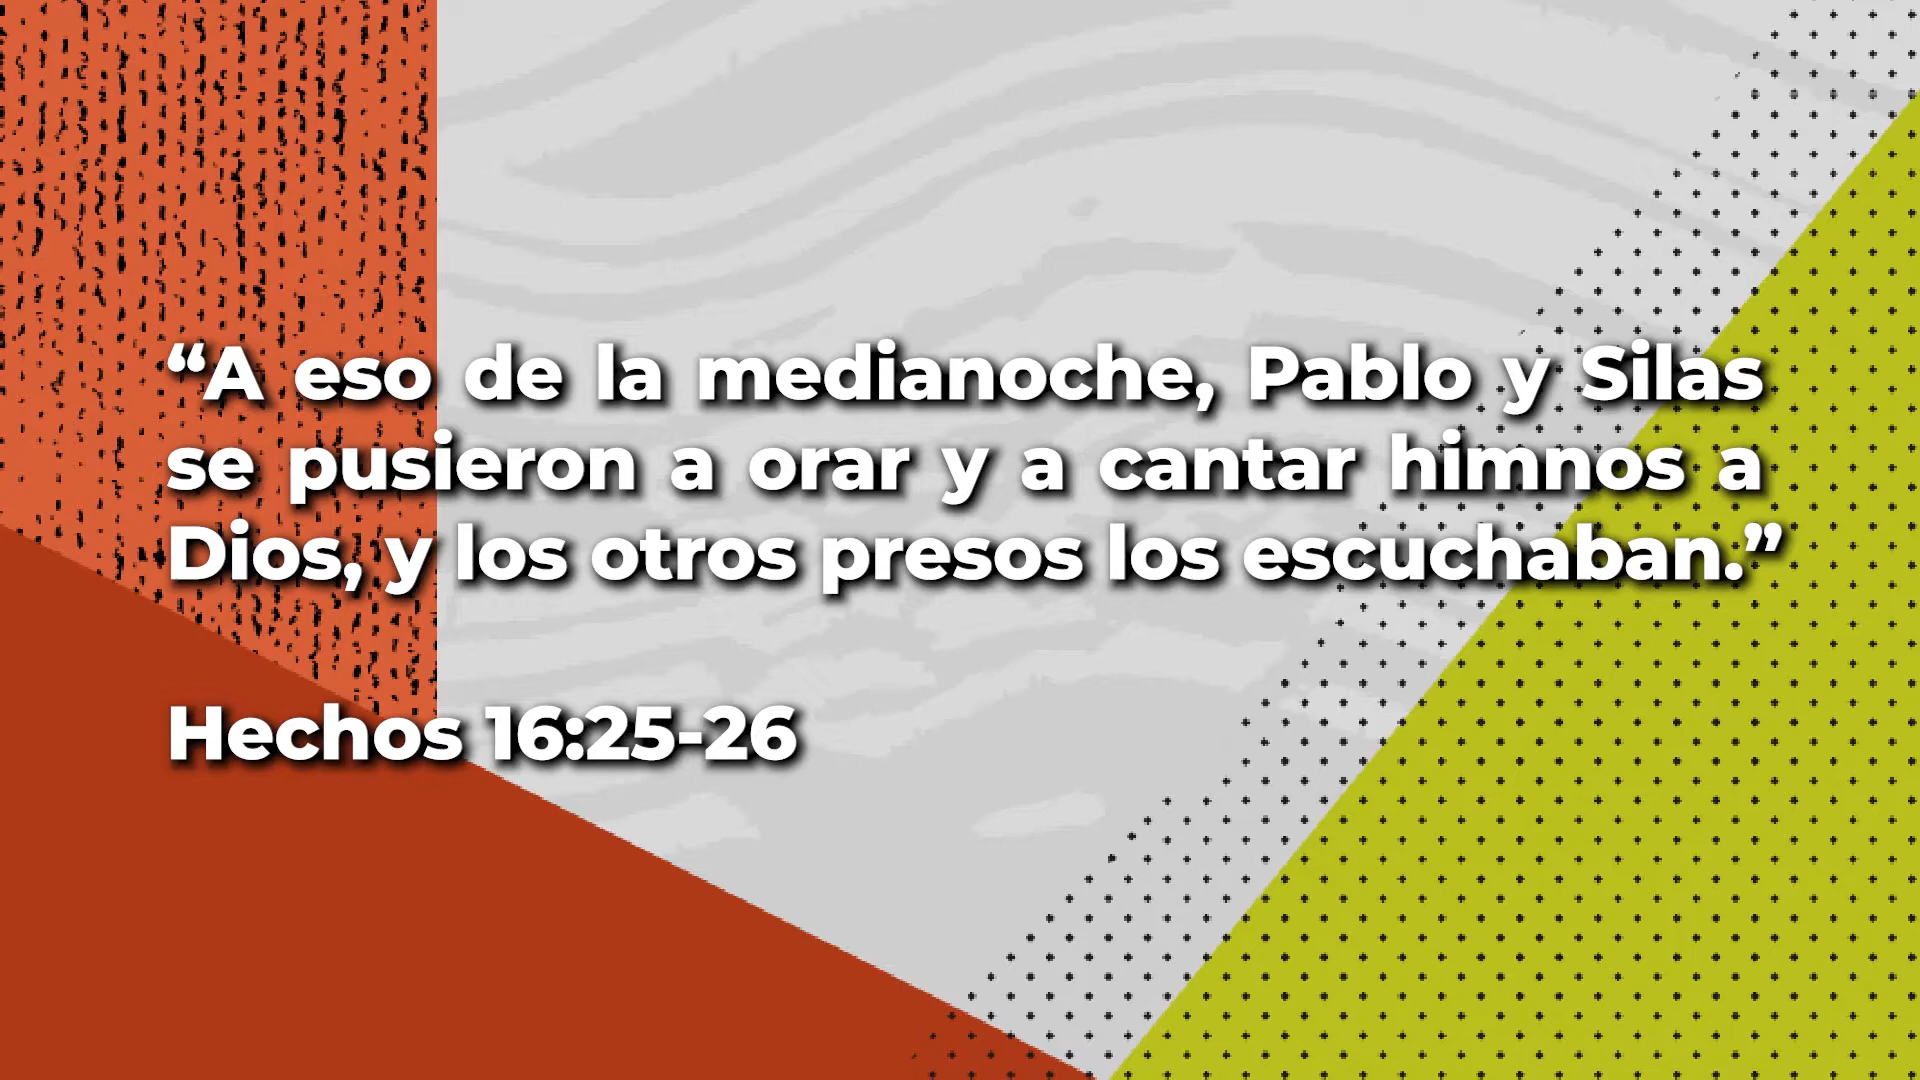 “A eso de la medianoche, Pablo y Silas
se pusieron a orar y a cantar himnos a
Dios, y los otros presos los escuchaban.”
Hechos 16:25-26